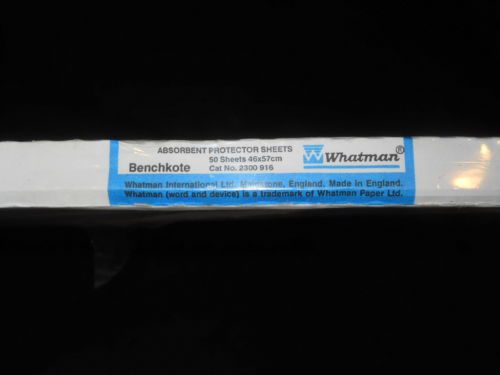 ABSORBENT PROTECTOR SHEETS
50 Sheets 46x57cm
Benchkote Cat No. 2300 916
W Whatman®
Whatman International Ltd. Maidstone, England. Made in England.
Whatman (word and device) is a trademark of Whatman Paper Ltd.